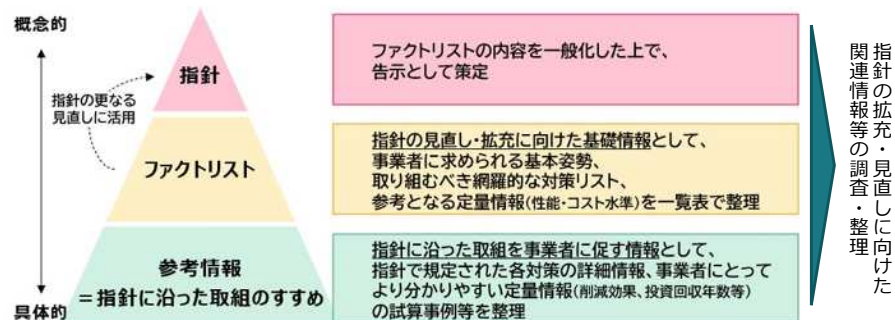 概念的
具体的
指針
指針の更なる
見直しに活用
ファクトリスト
参考情報
＝指針に沿った取組のすすめ
ファクトリストの内容を一般化した上で、
告示として策定
指針の見直し・拡充に向けた基礎情報として、
事業者に求められる基本姿勢、
取り組むべき網羅的な対策リスト、
参考となる定量情報(性能・コスト水準)を一覧表で整理
指針に沿った取組を事業者に促す情報として、
指針で規定された各対策の詳細情報、事業者にとって
より分かりやすい定量情報(削減効果、投資回収年数等)
の試算事例等を整理
指針の拡充・見直しに向けた
関連情報等の調査・整理